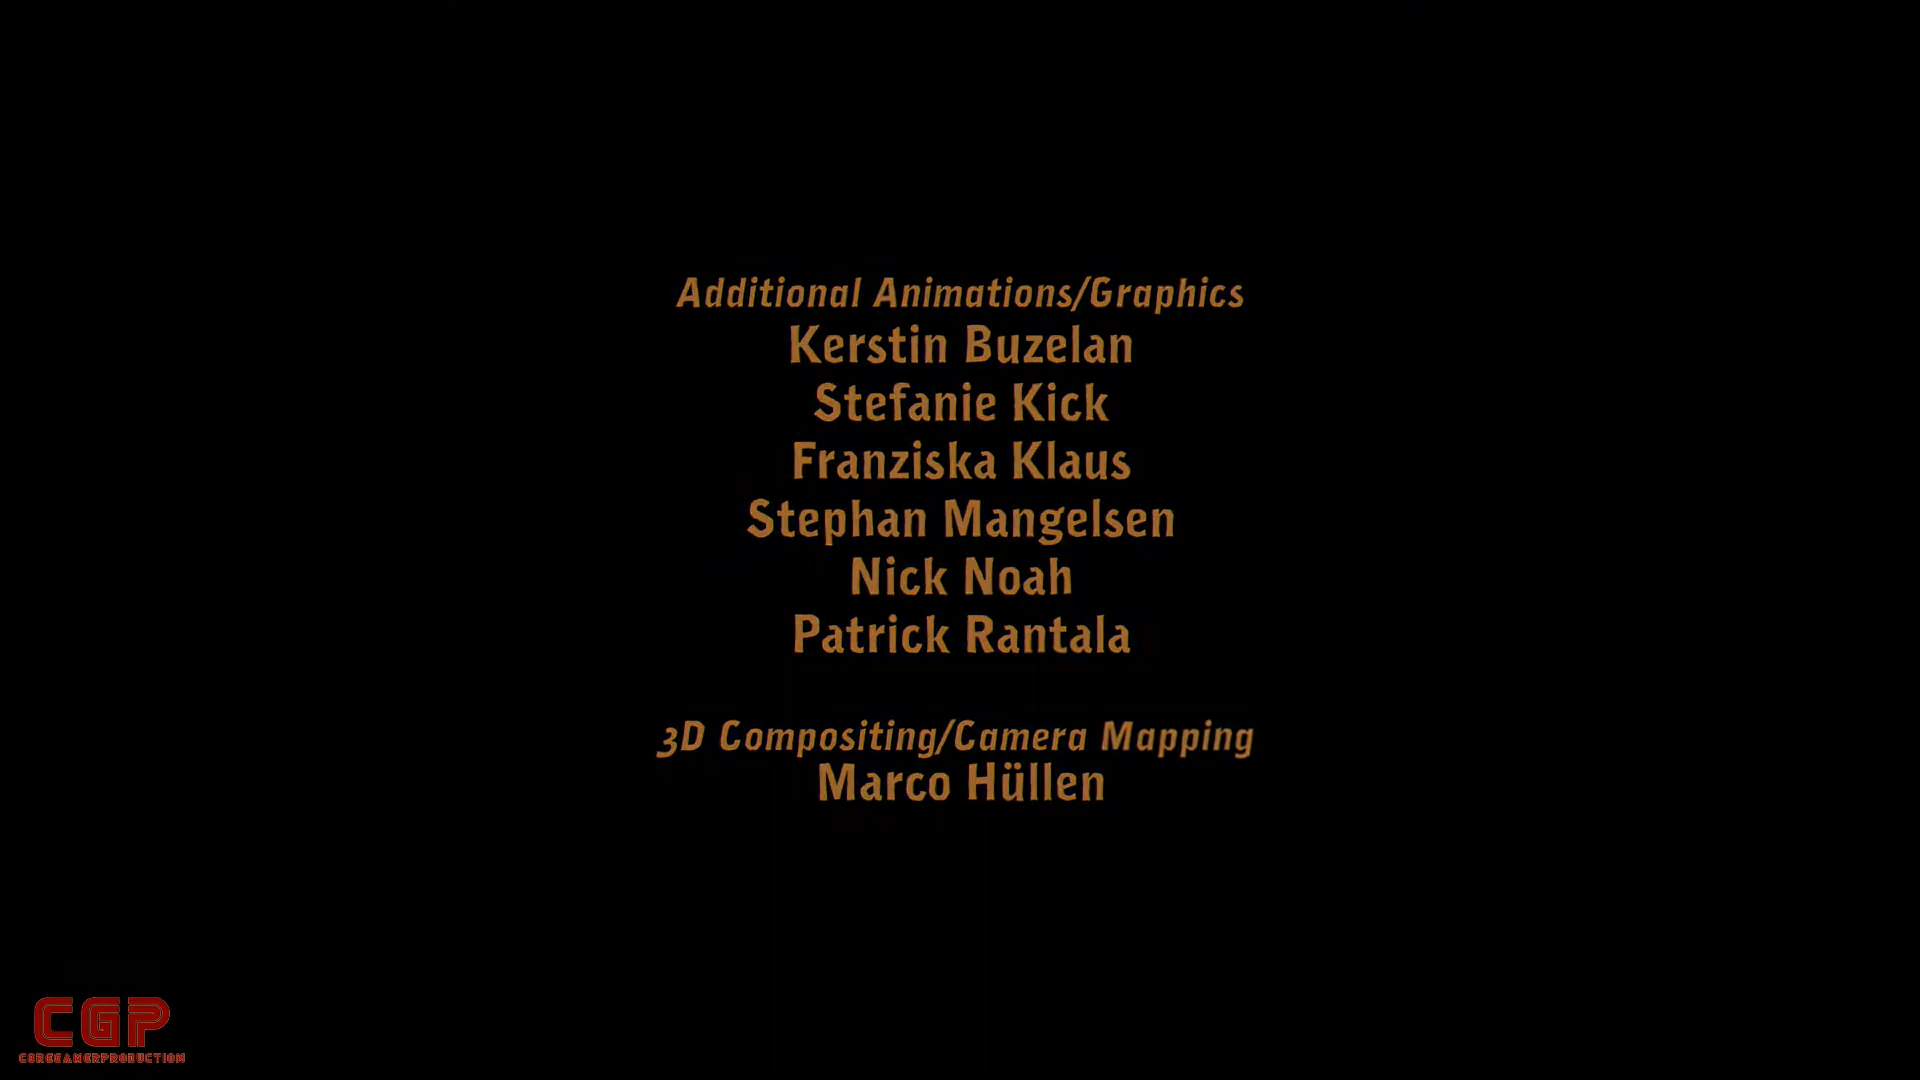 Additional Animations/Graphics
Kerstin Buzelan
Stefanie Kick
Franziska Klaus
Stephan Mangelsen
Nick Noah
Patrick Rantala
3D Compositing/Camera Mapping
Marco Hüllen
CGP
COREGAMERPRODUCTION